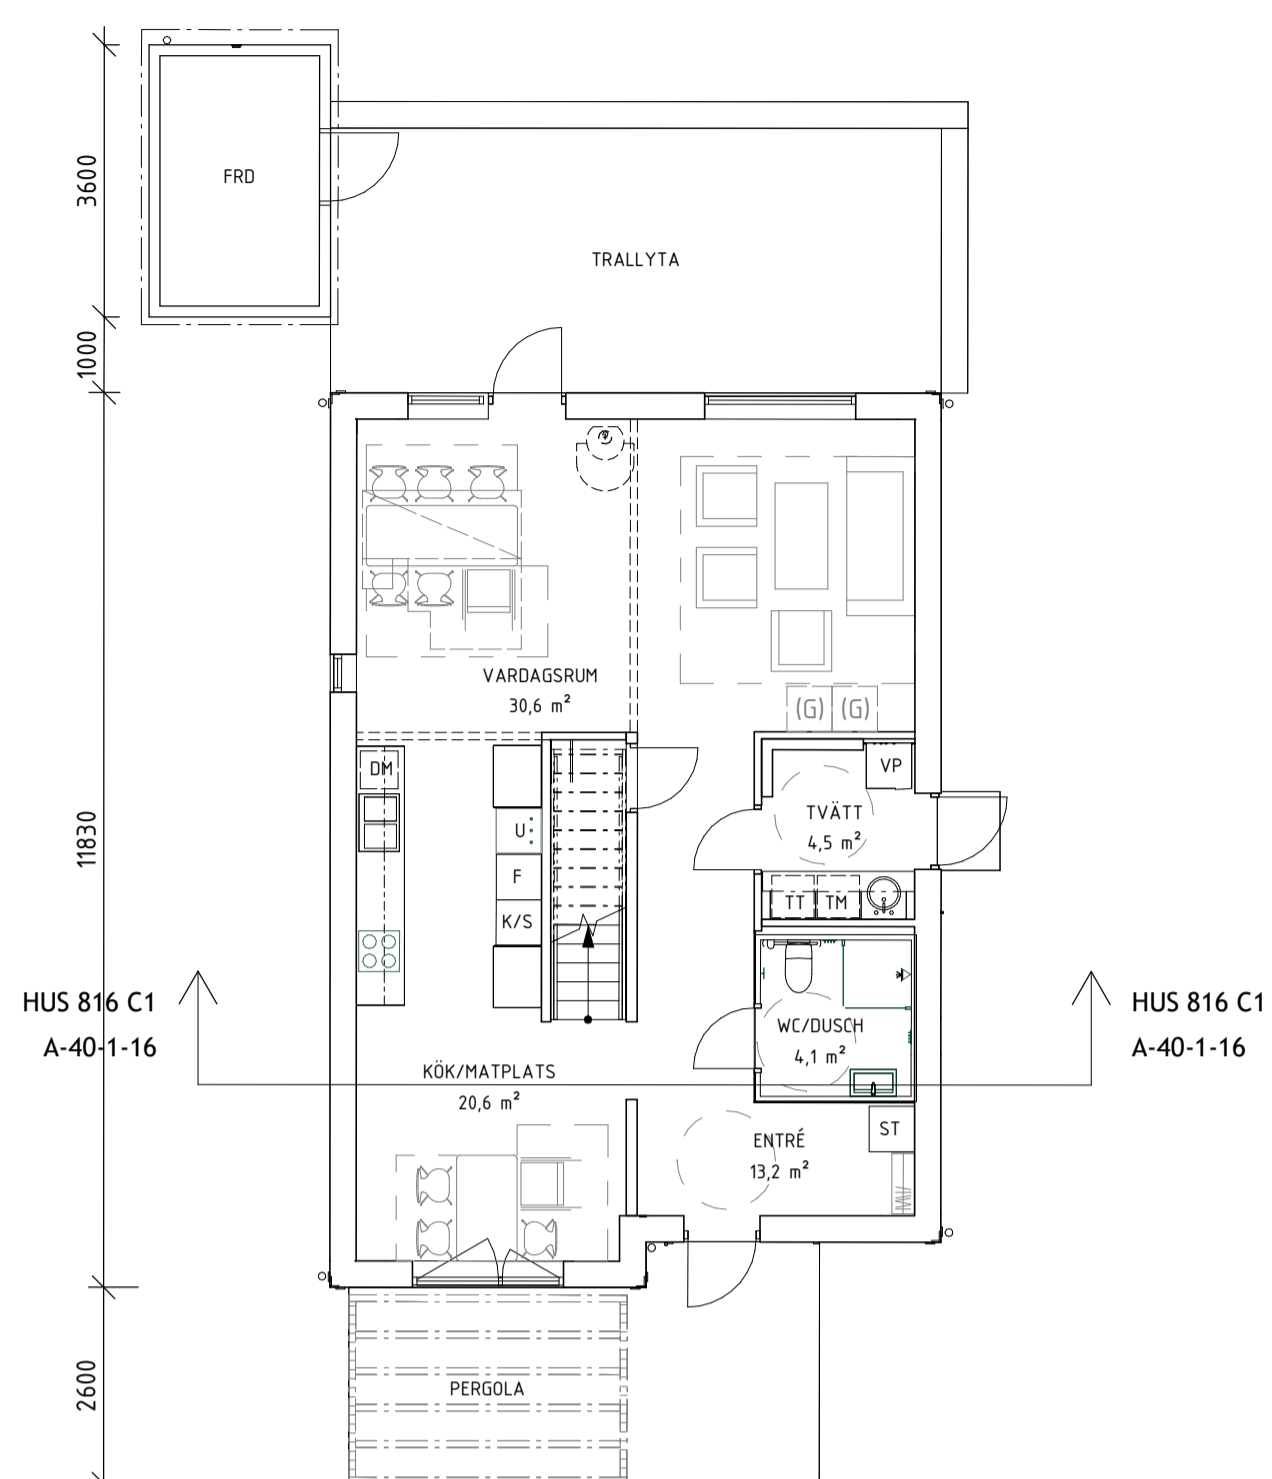 3600
FRD
TRALLYTA
1000
VARDAGSRUM
30,6 m²
(G) (G)
DM
VP
11830
U
TVÄTT
4,5 m²
F
TT TM
K/S
HUS 816 C1
A-40-1-16
HUS 816 C1
A-40-1-16
WC/DUSCH
4,1 m²
KÖK/MATPLATS
20,6 m²
ST
ENTRÉ
13,2 m²
2600
PERGOLA